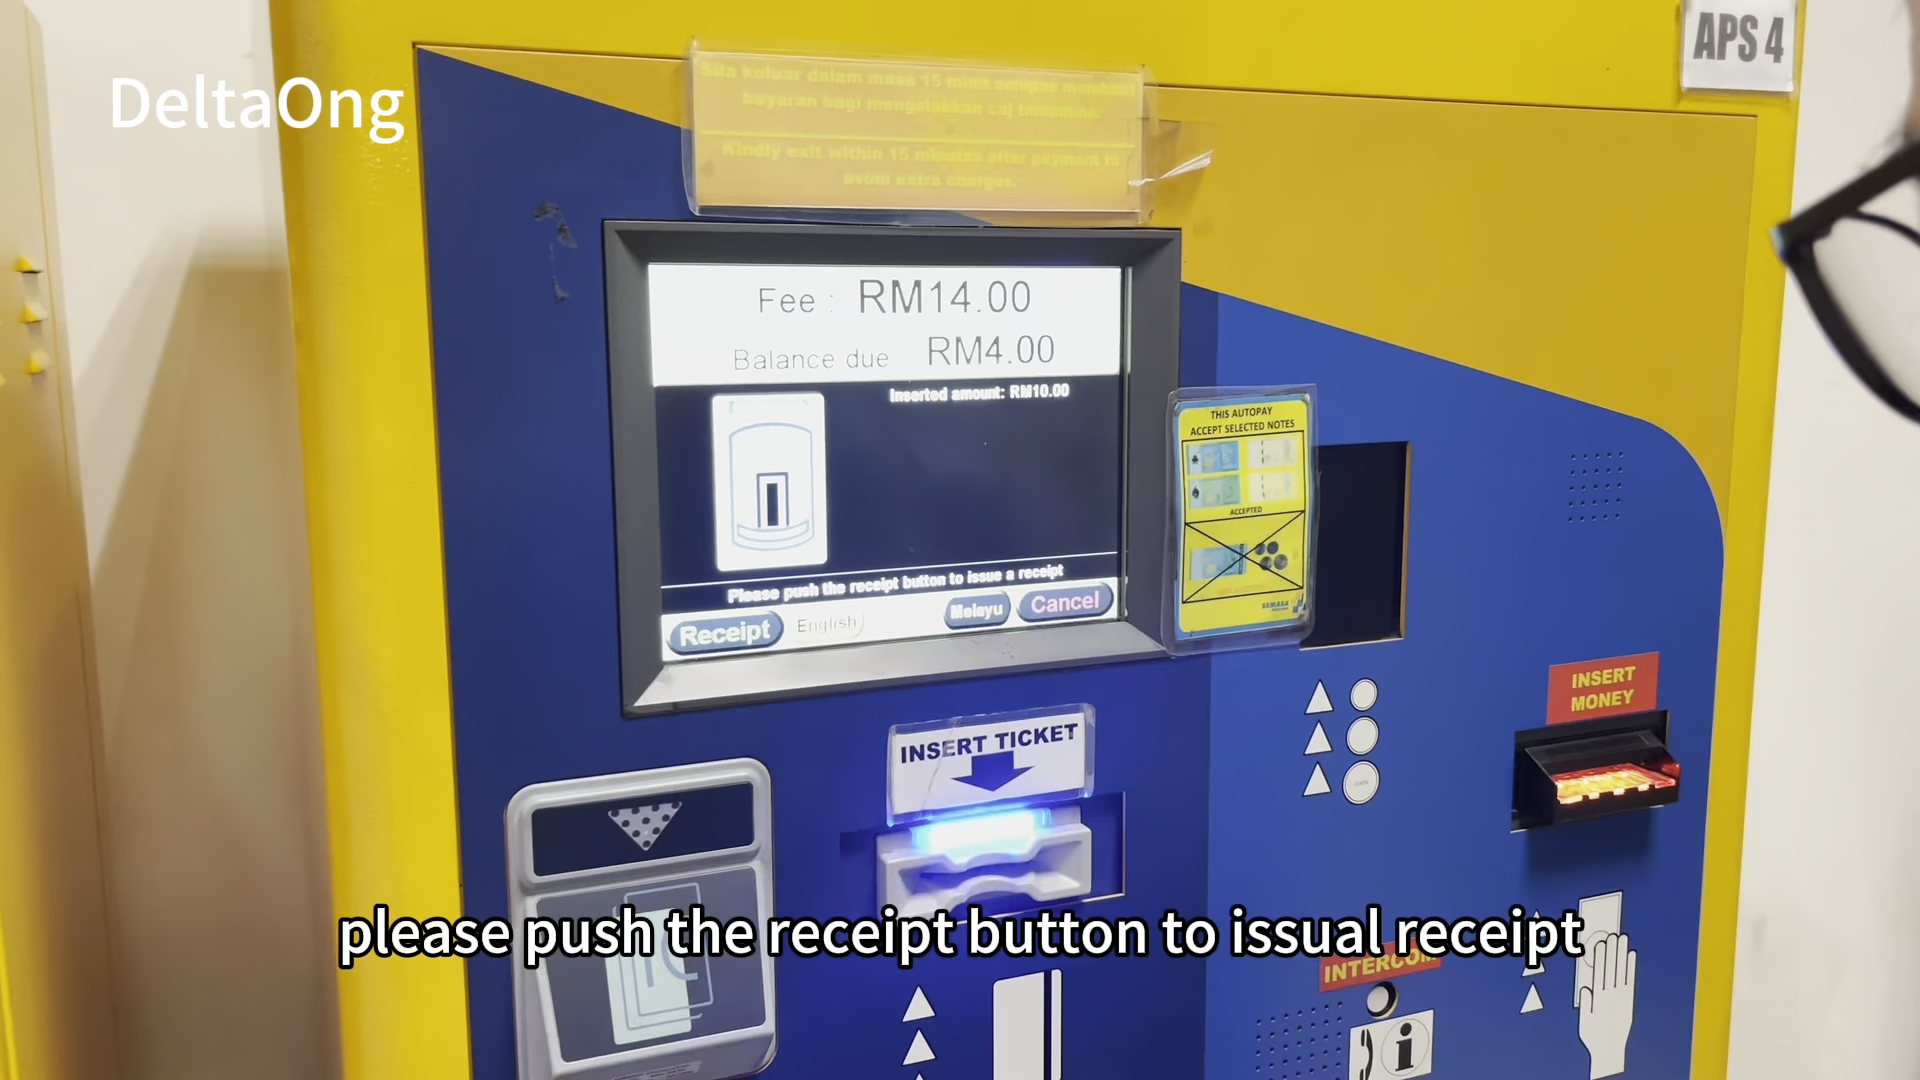 DeltaOng
APS 4
Sila keluar dalam masa 15 minit selepas membuat
bayaran bagi mengelakkan caj tambahan.
Kindly exit within 15 minutes after payment to
avoid extra charges.
Fee : RM14.00
Balance due RM4.00
Inserted amount: RM10.00
Please push the receipt button to issue a receipt
Receipt English Melayu Cancel
THIS AUTOPAY
ACCEPT SELECTED NOTES
ACCEPTED
INSERT
MONEY
INSERT TICKET
please push the receipt button to issual receipt
INTERCOM
i